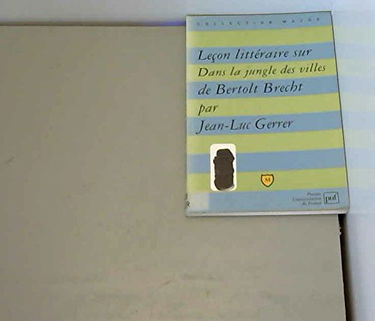 COLLECTION MAJOR
Leçon littéraire sur
Dans la jungle des villes
de Bertolt Brecht
par
Jean-Luc Gerrer
M
Presses
Universitaires
de France
puf